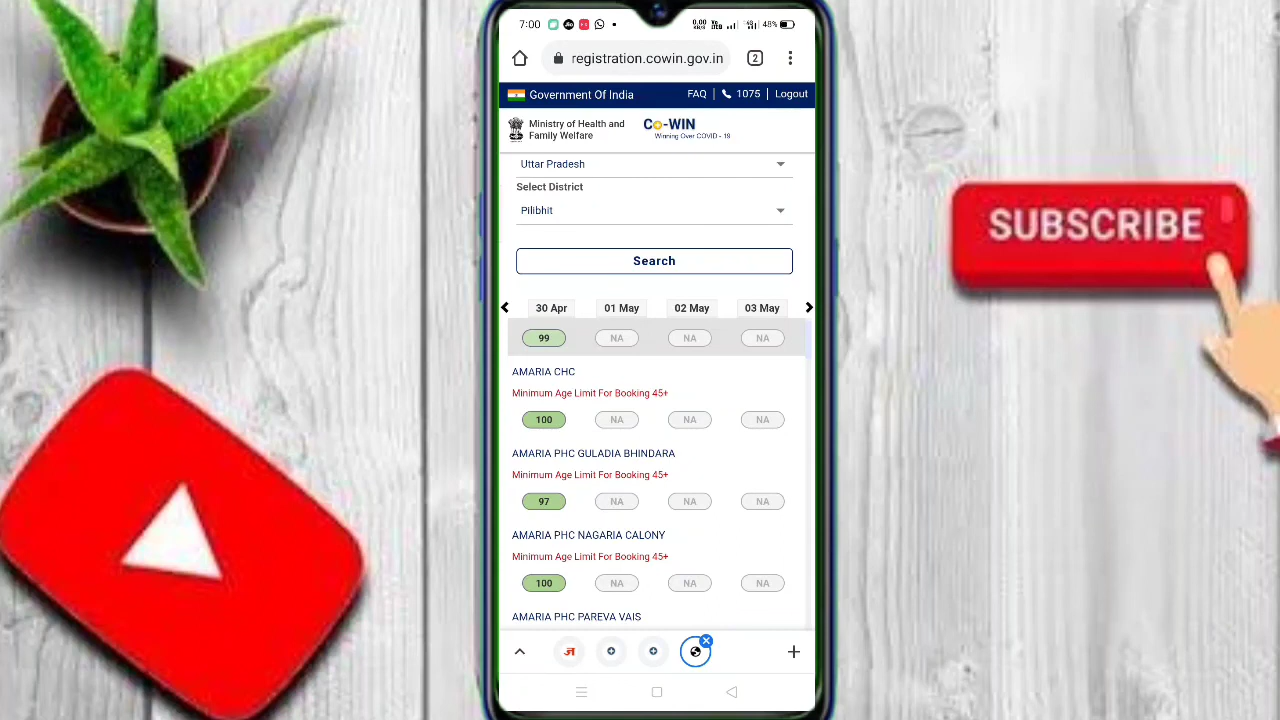 7:00
48%
registration.cowin.gov.in
2
Government Of India
FAQ | 1075 | Logout
Ministry of Health and
Family Welfare
Co-WIN
Winning Over COVID - 19
Uttar Pradesh
Select District
Pilibhit
Search
30 Apr 01 May 02 May 03 May
99 NA NA NA
AMARIA CHC
Minimum Age Limit For Booking 45+
100 NA NA NA
AMARIA PHC GULADIA BHINDARA
Minimum Age Limit For Booking 45+
97 NA NA NA
AMARIA PHC NAGARIA CALONY
Minimum Age Limit For Booking 45+
100 NA NA NA
AMARIA PHC PAREVA VAIS
SUBSCRIBE